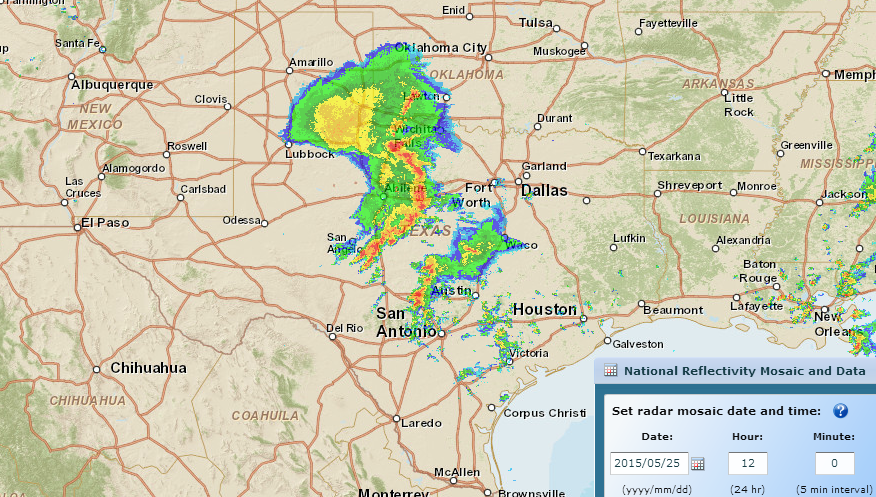 Farmington
Enid
Tulsa
Fayetteville
Santa Fe
Oklahoma City
Muskogee
Amarillo
Albuquerque
OKLAHOMA
ARKANSAS
Memph
Clovis
Lawton
Little
Rock
NEW
MEXICO
Durant
Wichita
Falls
Roswell
Lubbock
Texarkana
Greenville
MISSISSIPP
Alamogordo
Garland
Las
Cruces
Carlsbad
Abilene
Fort
Worth
Dallas
Shreveport
Monroe
Jackson
El Paso
Odessa
TEXAS
LOUISIANA
San
Angelo
Waco
Lufkin
Alexandria
Baton
Rouge
Austin
San
Antonio
Houston
Beaumont
Lafayette
New
Orleans
Del Rio
Galveston
Victoria
Chihuahua
CHIHUAHUA
COAHUILA
Corpus Christi
Laredo
McAllen
Monterrey
Brownsville
National Reflectivity Mosaic and Data
Set radar mosaic date and time: ?
Date: Hour: Minute:
2015/05/25 12 0
(yyyy/mm/dd) (24 hr) (5 min interval)